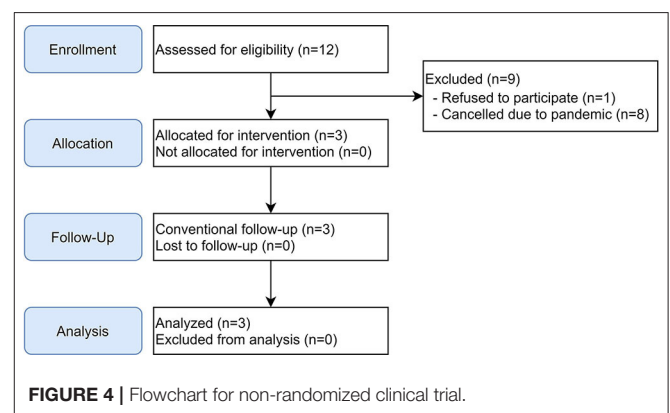 Enrollment
Assessed for eligibility (n=12)
Excluded (n=9)
- Refused to participate (n=1)
- Cancelled due to pandemic (n=8)
Allocation
Allocated for intervention (n=3)
Not allocated for intervention (n=0)
Follow-Up
Conventional follow-up (n=3)
Lost to follow-up (n=0)
Analysis
Analyzed (n=3)
Excluded from analysis (n=0)
FIGURE 4 | Flowchart for non-randomized clinical trial.